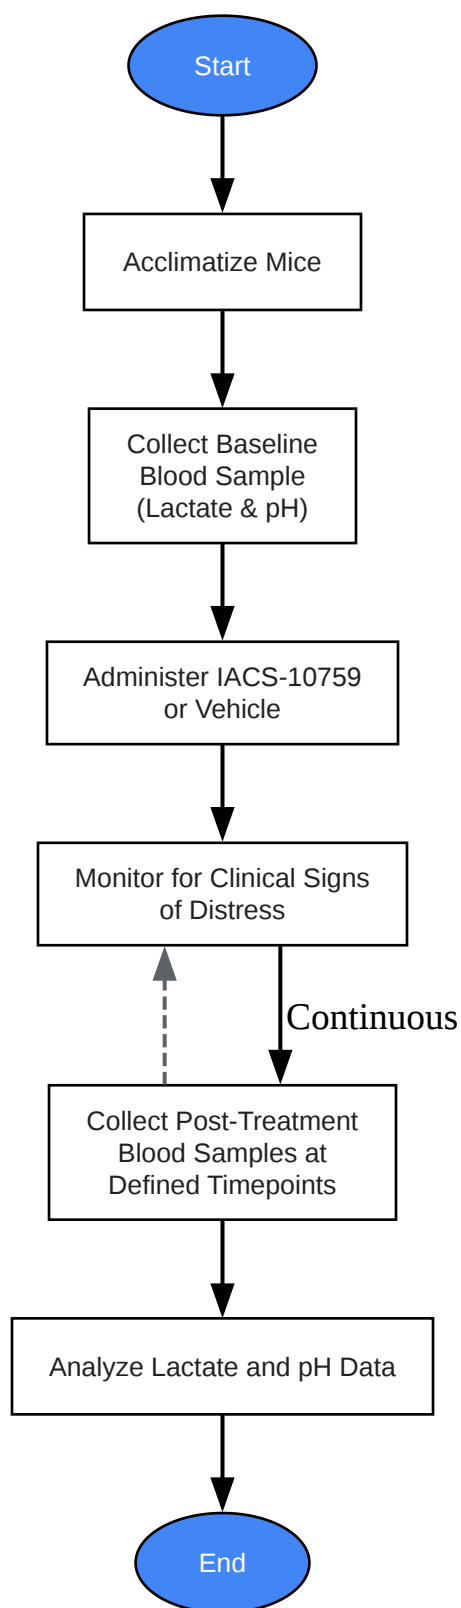 Start
Acclimatize Mice
Collect Baseline
Blood Sample
(Lactate & pH)
Administer IACS-10759
or Vehicle
Monitor for Clinical Signs
of Distress
Continuous
Collect Post-Treatment
Blood Samples at
Defined Timepoints
Analyze Lactate and pH Data
End